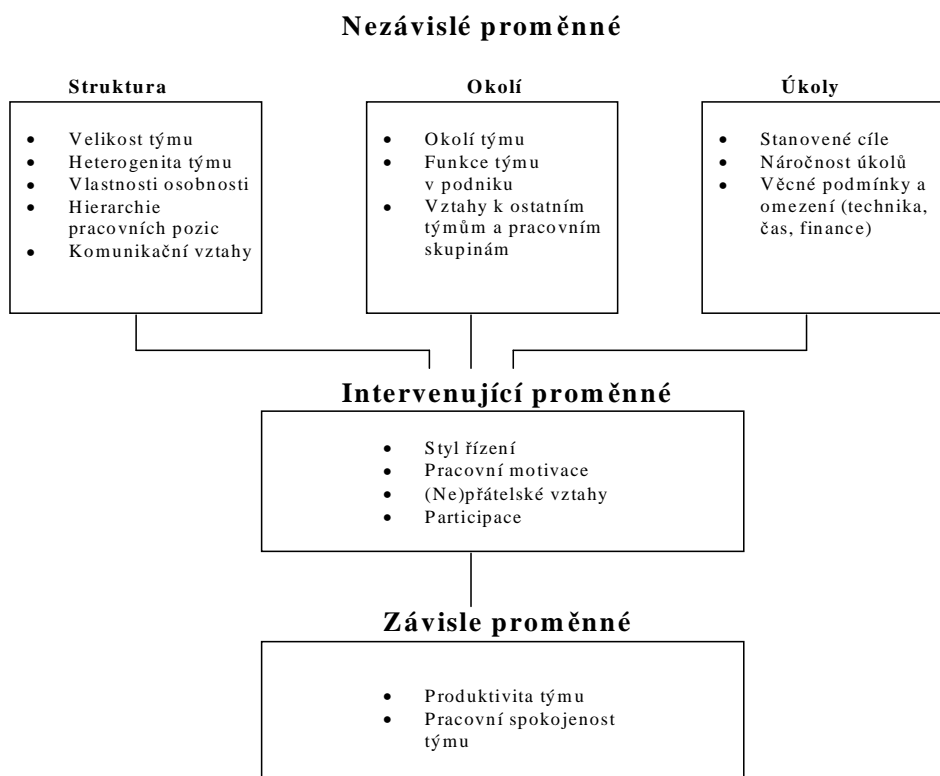 Nezávislé proměnné
Struktura
• Velikost týmu
• Heterogenita týmu
• Vlastnosti osobnosti
• Hierarchie
pracovních pozic
• Komunikační vztahy
Okolí
• Okolí týmu
• Funkce týmu
v podniku
• Vztahy k ostatním
týmům a pracovním
skupinám
Úkoly
• Stanovené cíle
• Náročnost úkolů
• Věcné podmínky a
omezení (technika,
čas, finance)
Intervenující proměnné
• Styl řízení
• Pracovní motivace
• (Ne)přátelské vztahy
• Participace
Závisle proměnné
• Produktivita týmu
• Pracovní spokojenost
týmu